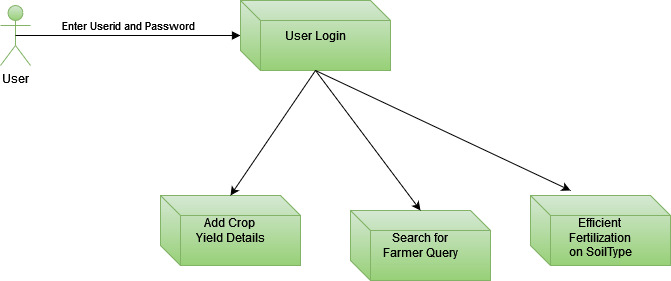 Enter Userid and Password
User Login
User
Add Crop
Yield Details
Search for
Farmer Query
Efficient
Fertilization
on SoilType